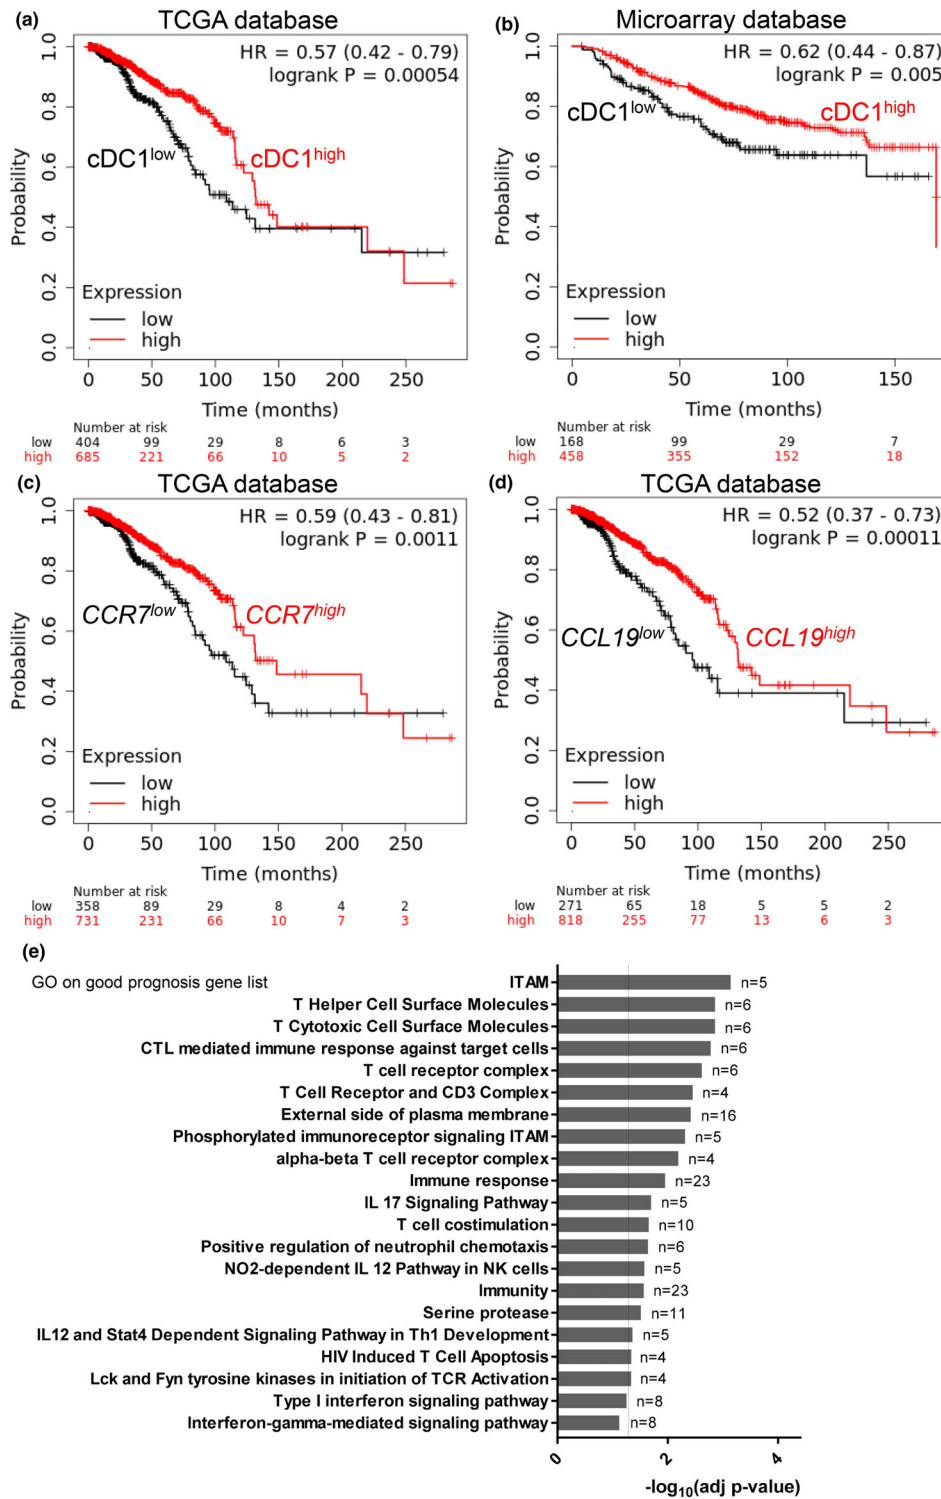 (a) TCGA database
HR = 0.57 (0.42 - 0.79)
logrank P = 0.00054
cDC1low
cDC1high
Probability
0.0 0.2 0.4 0.6 0.8 1.0
Expression
low
high
0 50 100 150 200 250
Time (months)
Number at risk
low 404 99 29 8 6 3
high 685 221 66 10 5 2
(b) Microarray database
HR = 0.62 (0.44 - 0.87)
logrank P = 0.005
cDC1low
cDC1high
Probability
0.0 0.2 0.4 0.6 0.8 1.0
Expression
low
high
0 50 100 150
Time (months)
Number at risk
low 168 99 29 7
high 458 355 152 18
(c) TCGA database
HR = 0.59 (0.43 - 0.81)
logrank P = 0.0011
CCR7low
CCR7high
Probability
0.0 0.2 0.4 0.6 0.8 1.0
Expression
low
high
0 50 100 150 200 250
Time (months)
Number at risk
low 358 89 29 8 4 2
high 731 231 66 10 7 3
(d) TCGA database
HR = 0.52 (0.37 - 0.73)
logrank P = 0.00011
CCL19low
CCL19high
Probability
0.0 0.2 0.4 0.6 0.8 1.0
Expression
low
high
0 50 100 150 200 250
Time (months)
Number at risk
low 271 65 18 5 5 2
high 818 255 77 13 6 3
(e)
GO on good prognosis gene list
ITAM n=5
T Helper Cell Surface Molecules n=6
T Cytotoxic Cell Surface Molecules n=6
CTL mediated immune response against target cells n=6
T cell receptor complex n=6
T Cell Receptor and CD3 Complex n=4
External side of plasma membrane n=16
Phosphorylated immunoreceptor signaling ITAM n=5
alpha-beta T cell receptor complex n=4
Immune response n=23
IL 17 Signaling Pathway n=5
T cell costimulation n=10
Positive regulation of neutrophil chemotaxis n=6
NO2-dependent IL 12 Pathway in NK cells n=5
Immunity n=23
Serine protease n=11
IL12 and Stat4 Dependent Signaling Pathway in Th1 Development n=5
HIV Induced T Cell Apoptosis n=4
Lck and Fyn tyrosine kinases in initiation of TCR Activation n=4
Type I interferon signaling pathway n=8
Interferon-gamma-mediated signaling pathway n=8
0 2 4
-log10(adj p-value)